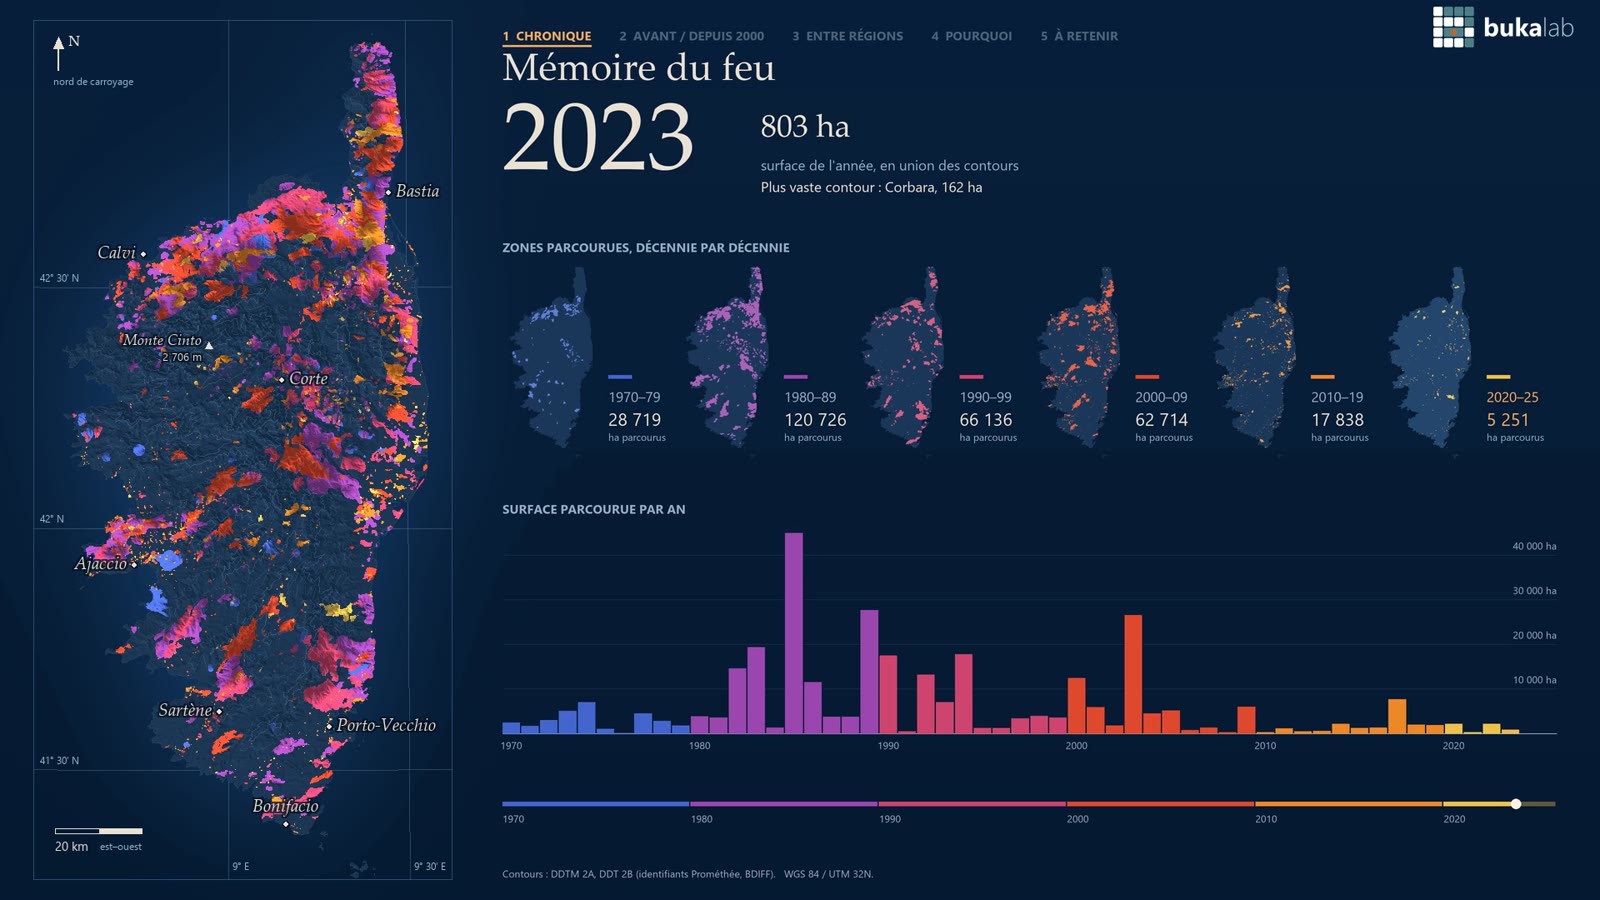 N
nord de carroyage
Bastia
Calvi
42° 30' N
Monte Cinto
2 706 m
Corte
42° N
Ajaccio
Sartène
Porto-Vecchio
41° 30' N
Bonifacio
20 km est–ouest
9° E
9° 30' E
1 CHRONIQUE 2 AVANT / DEPUIS 2000 3 ENTRE RÉGIONS 4 POURQUOI 5 À RETENIR
bukalab
Mémoire du feu
2023
803 ha
surface de l'année, en union des contours
Plus vaste contour : Corbara, 162 ha
ZONES PARCOURUES, DÉCENNIE PAR DÉCENNIE
1970–79
28 719
ha parcourus
1980–89
120 726
ha parcourus
1990–99
66 136
ha parcourus
2000–09
62 714
ha parcourus
2010–19
17 838
ha parcourus
2020–25
5 251
ha parcourus
SURFACE PARCOURUE PAR AN
40 000 ha
30 000 ha
20 000 ha
10 000 ha
1970 1980 1990 2000 2010 2020
1970 1980 1990 2000 2010 2020
Contours : DDTM 2A, DDT 2B (identifiants Prométhée, BDIFF). WGS 84 / UTM 32N.